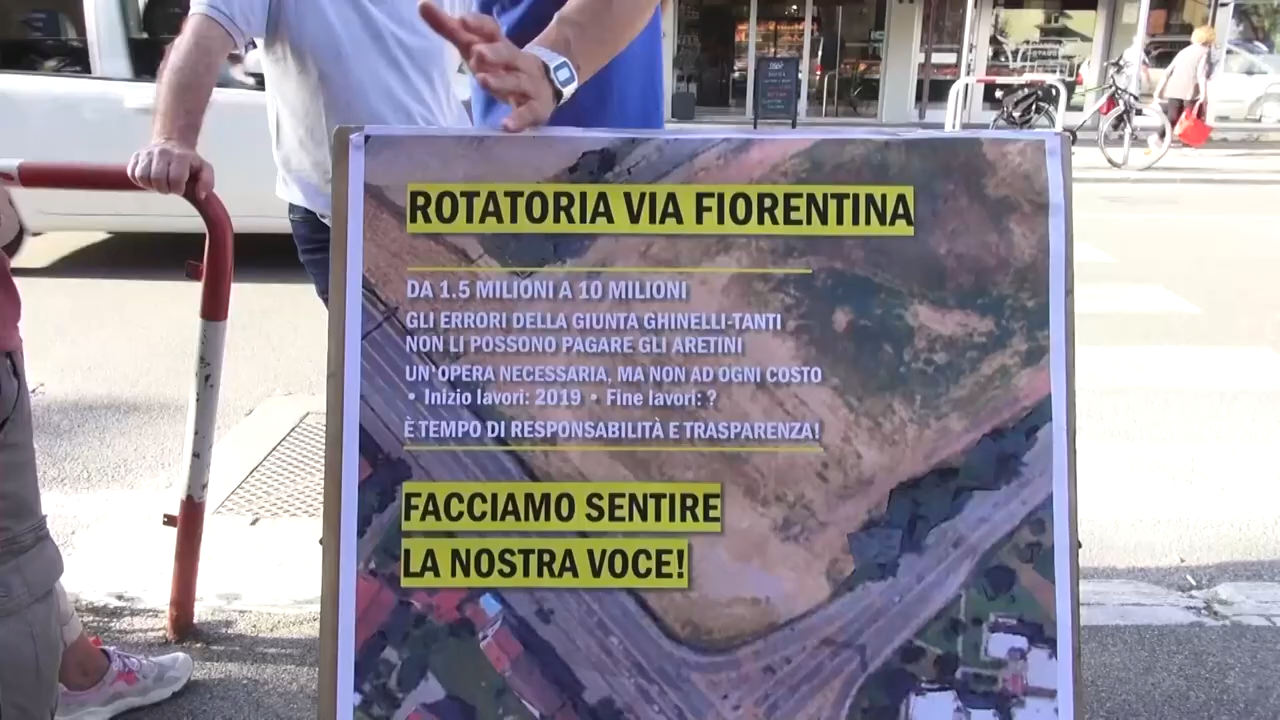 ROTATORIA VIA FIORENTINA
DA 1.5 MILIONI A 10 MILIONI
GLI ERRORI DELLA GIUNTA GHINELLI-TANTI
NON LI POSSONO PAGARE GLI ARETINI
UN'OPERA NECESSARIA, MA NON AD OGNI COSTO
• Inizio lavori: 2019 • Fine lavori: ?
È TEMPO DI RESPONSABILITÀ E TRASPARENZA!
FACCIAMO SENTIRE
LA NOSTRA VOCE!